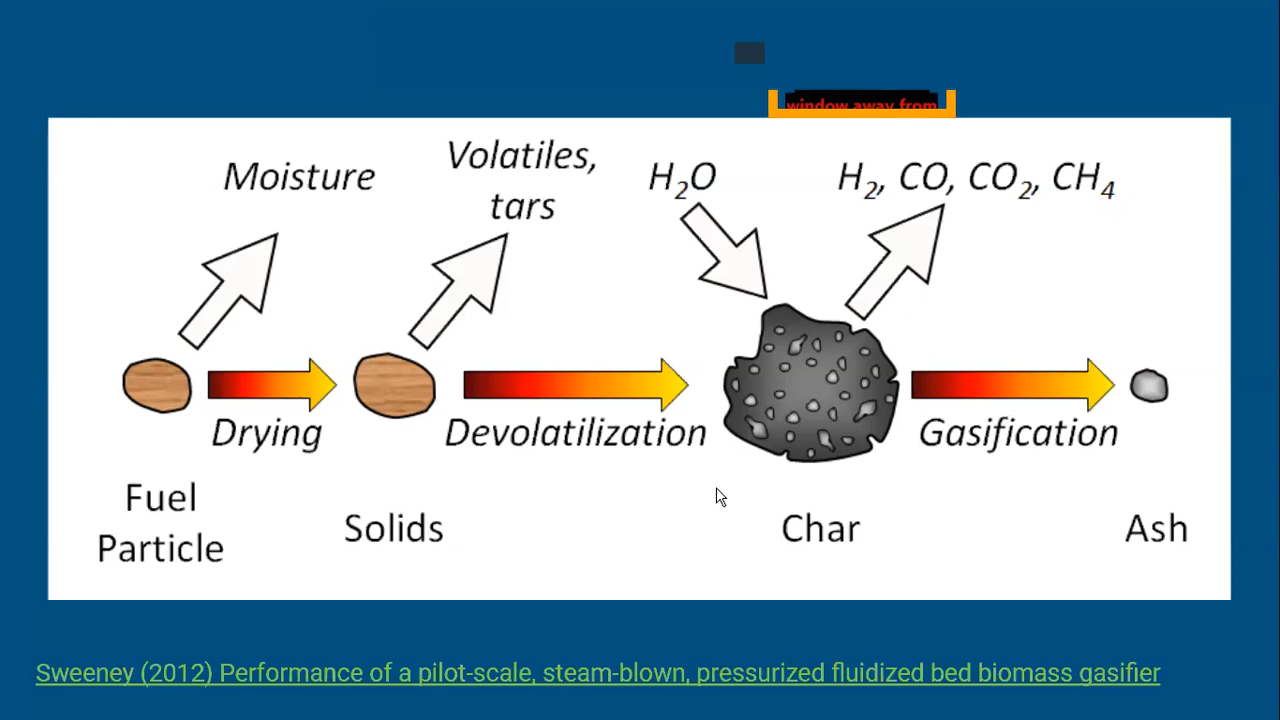 window away from
Moisture
Volatiles,
tars
H₂O
H₂, CO, CO₂, CH₄
Drying
Devolatilization
Gasification
Fuel
Particle
Solids
Char
Ash
Sweeney (2012) Performance of a pilot-scale, steam-blown, pressurized fluidized bed biomass gasifier